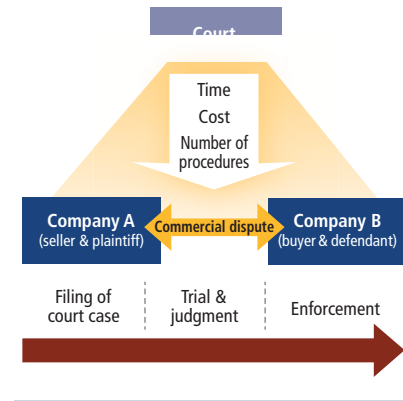 Court
Time
Cost
Number of
procedures
Company A
(seller & plaintiff)
Commercial dispute
Company B
(buyer & defendant)
Filing of
court case
Trial &
judgment
Enforcement